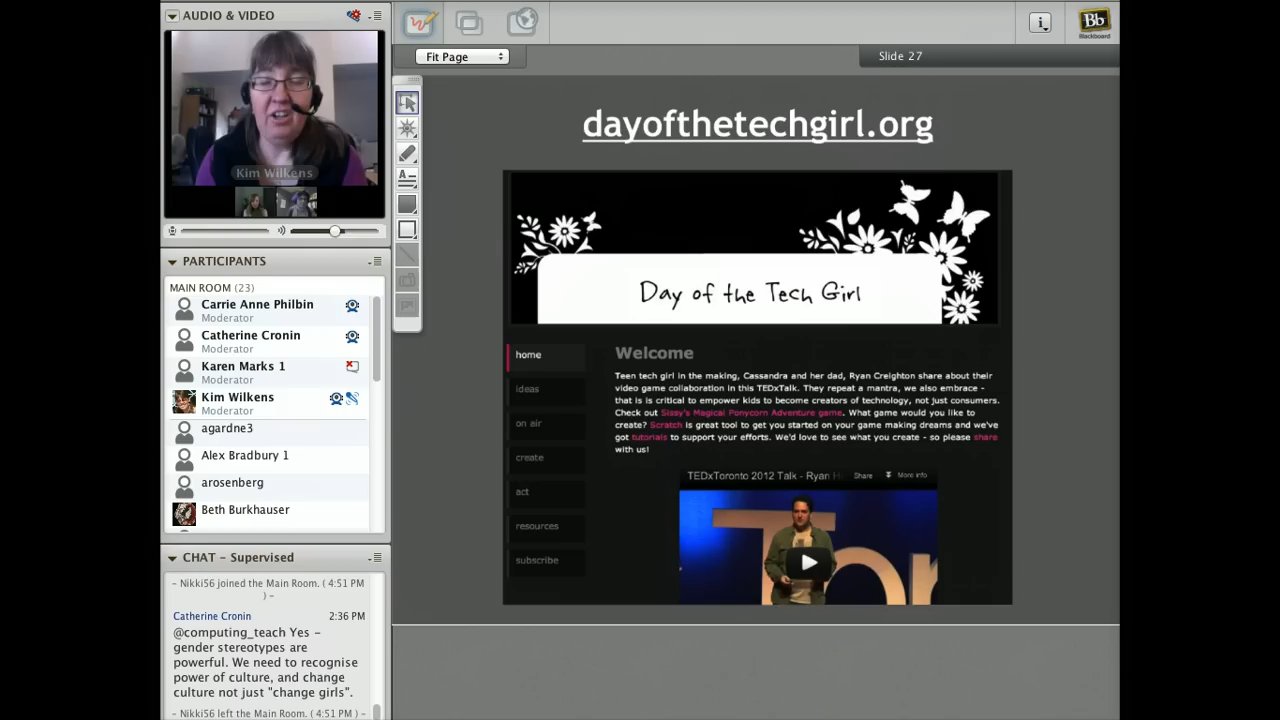 AUDIO & VIDEO
Kim Wilkens
PARTICIPANTS
MAIN ROOM (23)
Carrie Anne Philbin
Moderator
Catherine Cronin
Moderator
Karen Marks 1
Moderator
Kim Wilkens
Moderator
agardne3
Alex Bradbury 1
arosenberg
Beth Burkhauser
CHAT - Supervised
- Nikki56 joined the Main Room. ( 4:51 PM
) -
Catherine Cronin 2:36 PM
@computing_teach Yes -
gender stereotypes are
powerful. We need to recognise
power of culture, and change
culture not just "change girls".
- Nikki56 left the Main Room. ( 4:51 PM ) -
i
Bb
Blackboard
Fit Page
Slide 27
A
dayofthetechgirl.org
Day of the Tech Girl
home
ideas
on air
create
act
resources
subscribe
Welcome
Teen tech girl in the making, Cassandra and her dad, Ryan Creighton share about their
video game collaboration in this TEDxTalk. They repeat a mantra, we also embrace -
that is is critical to empower kids to become creators of technology, not just consumers.
Check out Sissy's Magical Ponycorn Adventure game. What game would you like to
create? Scratch is great tool to get you started on your game making dreams and we've
got tutorials to support your efforts. We'd love to see what you create - so please share
with us!
TEDxToronto 2012 Talk - Ryan Share More info